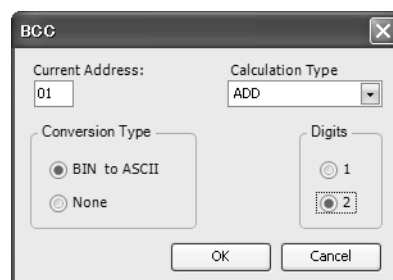 BCC
Current Address:
Calculation Type
01
ADD
Conversion Type
Digits
BIN to ASCII
1
None
2
OK
Cancel